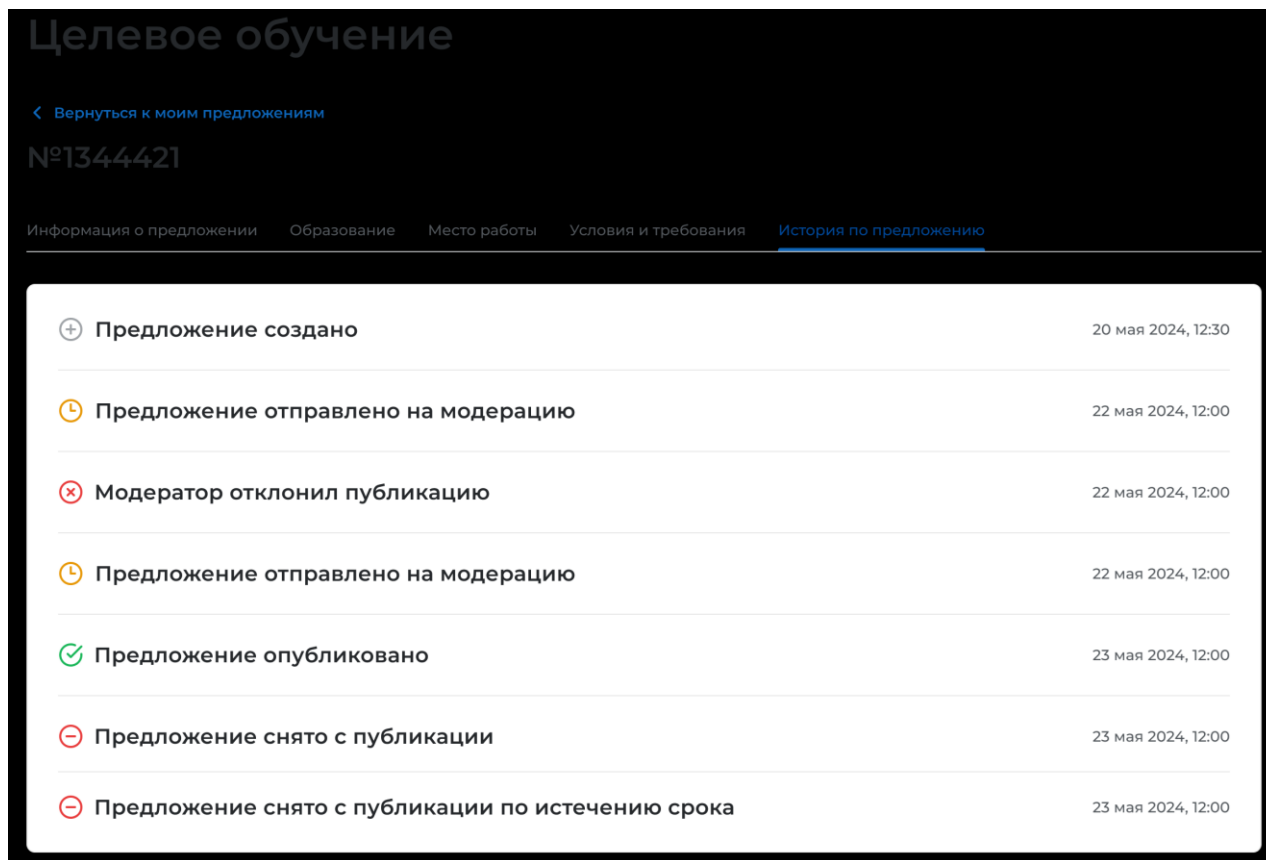 Целевое обучение
Вернуться к моим предложениям
№1344421
Информация о предложении Образование Место работы Условия и требования История по предложению
Предложение создано 20 мая 2024, 12:30
Предложение отправлено на модерацию 22 мая 2024, 12:00
Модератор отклонил публикацию 22 мая 2024, 12:00
Предложение отправлено на модерацию 22 мая 2024, 12:00
Предложение опубликовано 23 мая 2024, 12:00
Предложение снято с публикации 23 мая 2024, 12:00
Предложение снято с публикации по истечению срока 23 мая 2024, 12:00